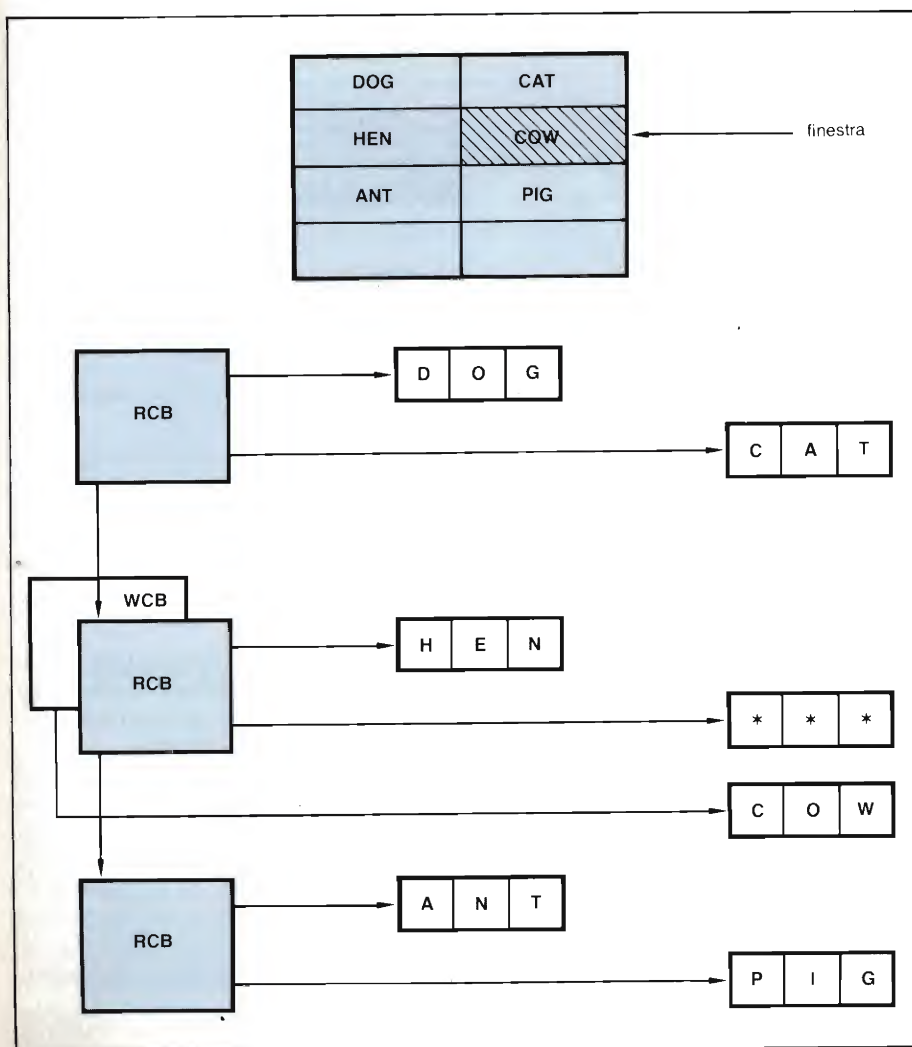 DOG CAT
HEN COW finestra
ANT PIG
D O G
RCB
C A T
WCB
H E N
RCB
* * *
C O W
A N T
RCB
P I G